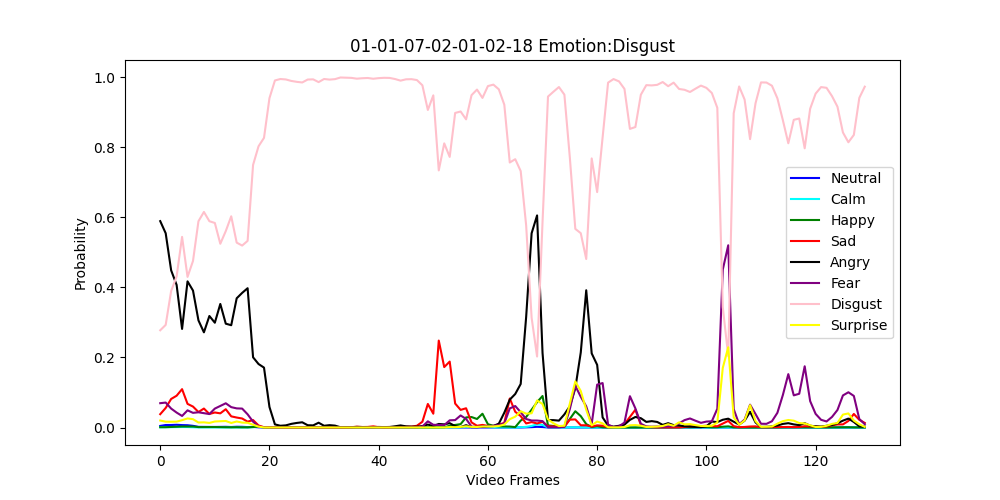 01-01-07-02-01-02-18 Emotion:Disgust
1.0
0.8
0.6
0.4
0.2
0.0
Probability
0 20 40 60 80 100 120
Video Frames
Neutral
Calm
Happy
Sad
Angry
Fear
Disgust
Surprise